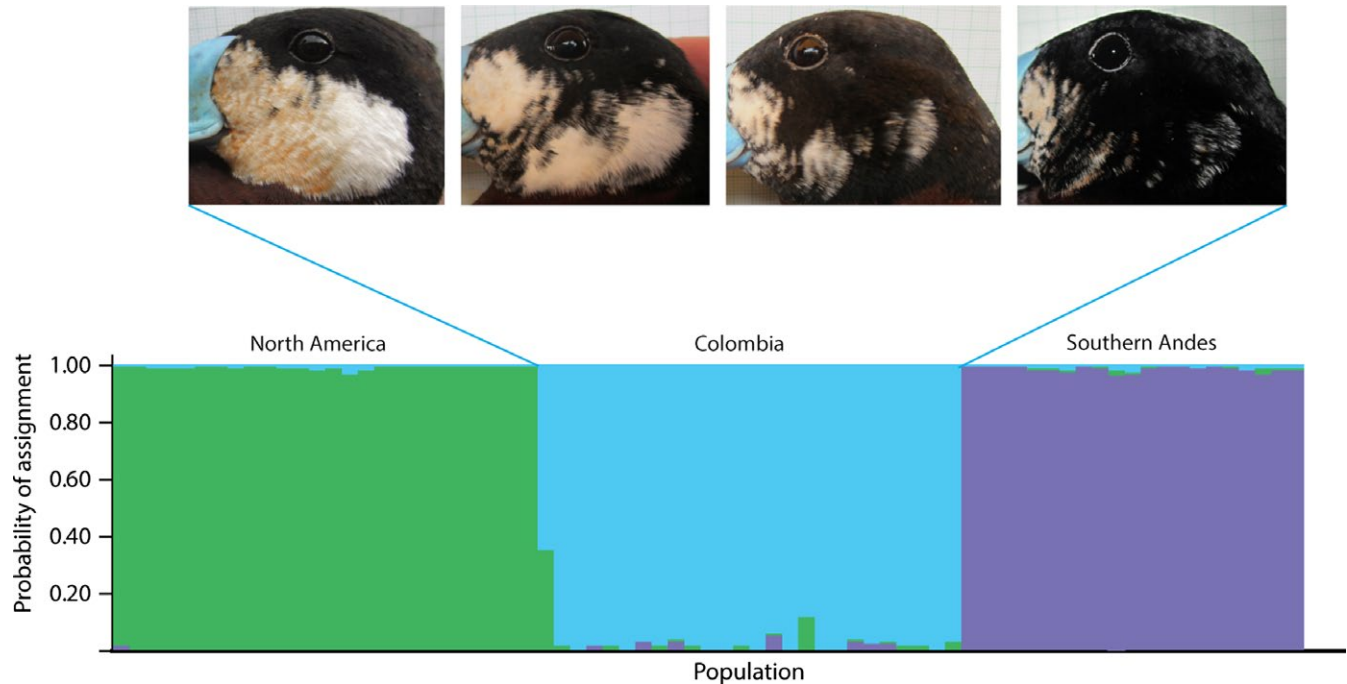 North America
Colombia
Southern Andes
Probability of assignment
1.00
0.80
0.60
0.40
0.20
Population